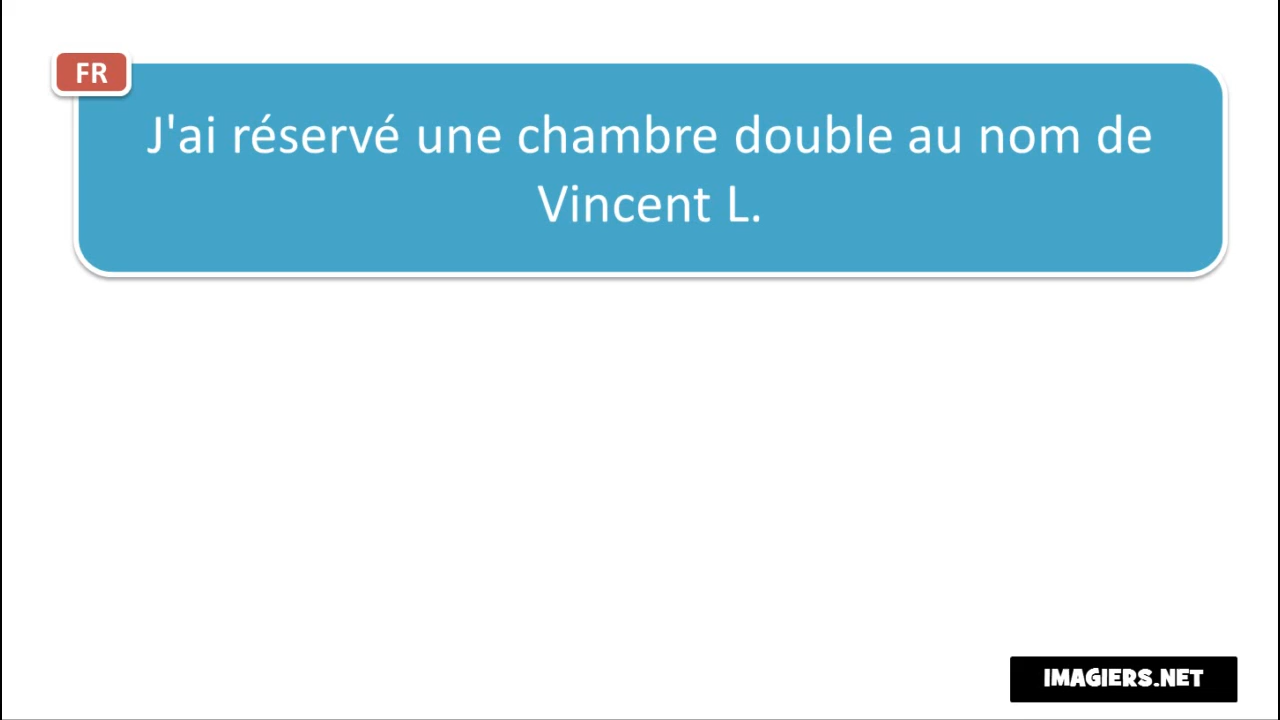 FR
J'ai réservé une chambre double au nom de
Vincent L.
IMAGIERS.NET